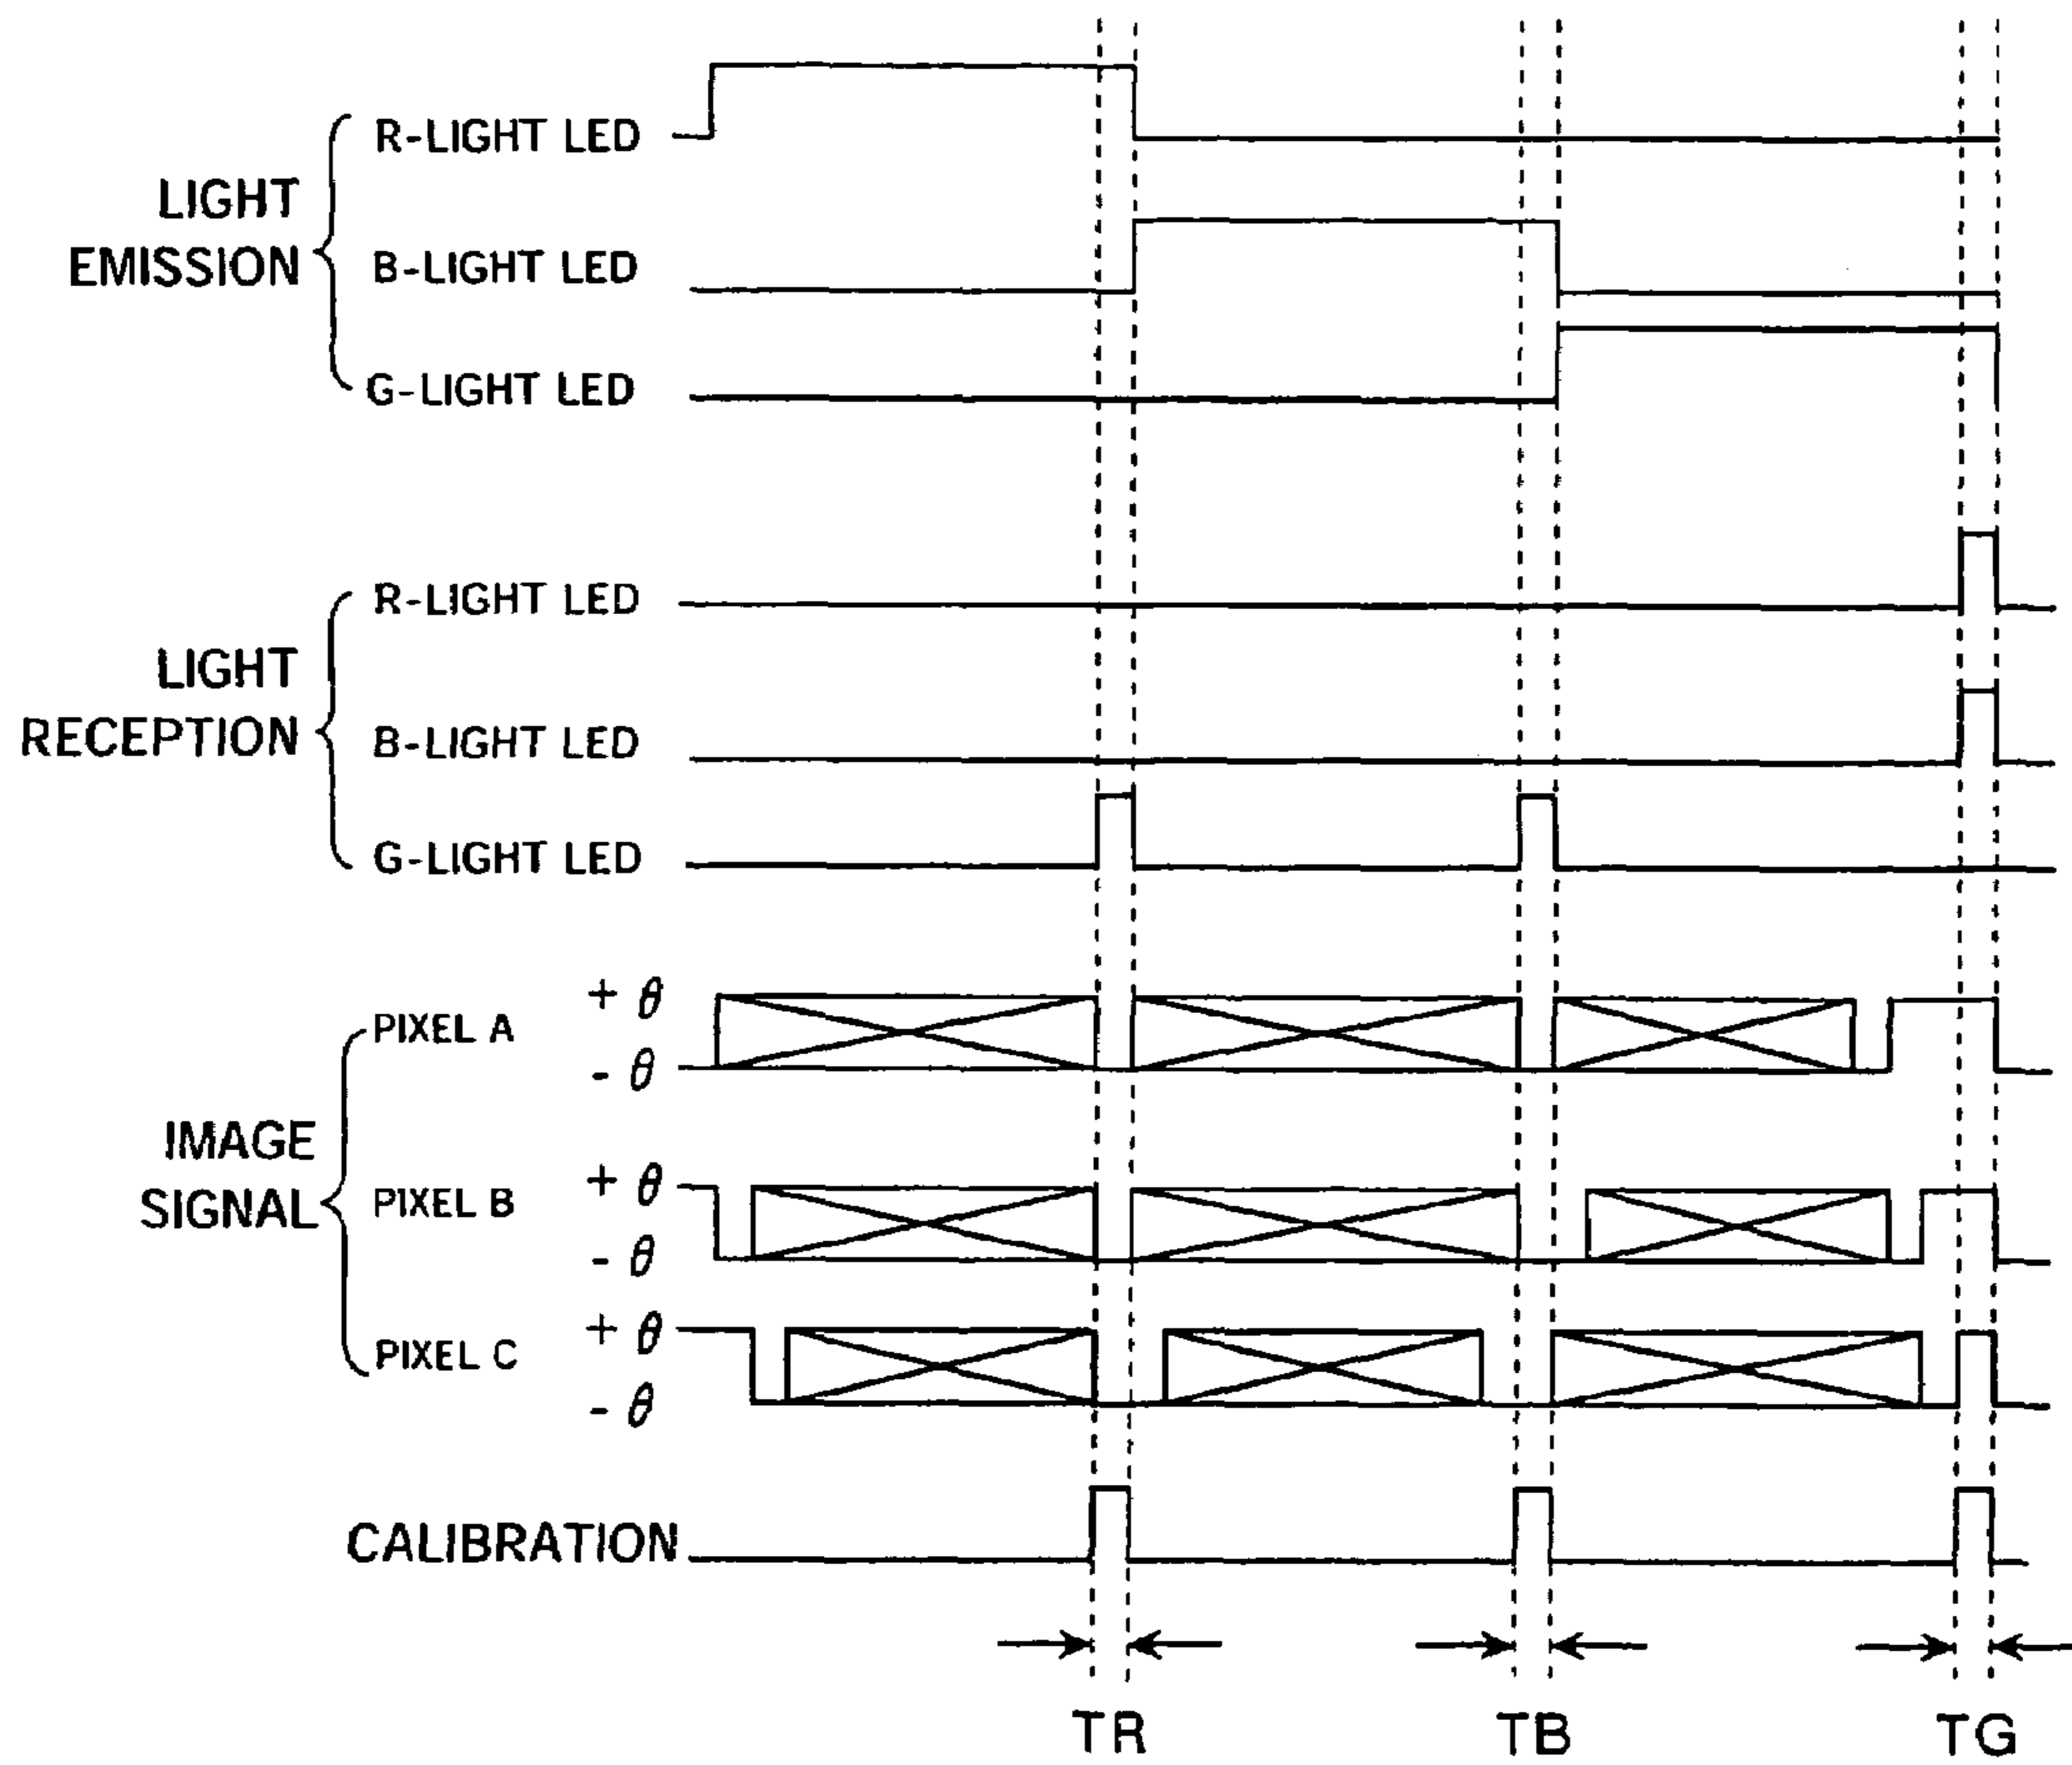 R-LIGHT LED
LIGHT
EMISSION
B-LIGHT LED
G-LIGHT LED
R-LIGHT LED
LIGHT
RECEPTION
B-LIGHT LED
G-LIGHT LED
+ θ
PIXEL A
- θ
IMAGE
SIGNAL
+ θ
PIXEL B
- θ
+ θ
PIXEL C
- θ
CALIBRATION
TR TB TG